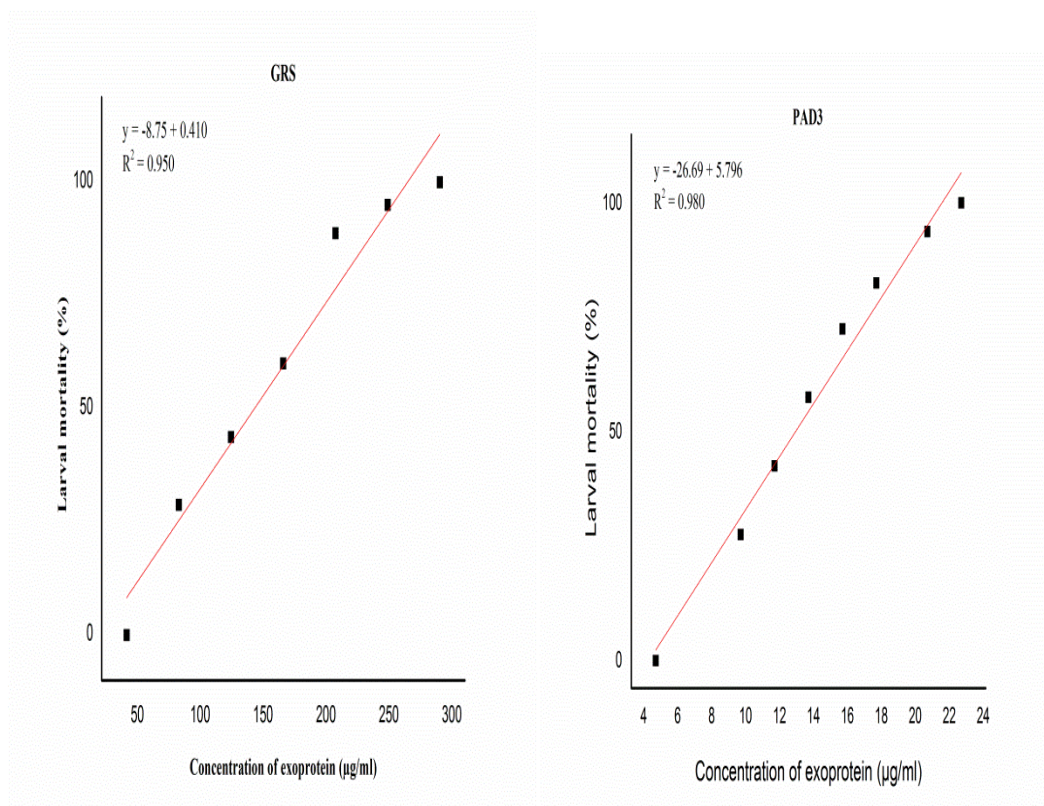 GRS
y = -8.75 + 0.410
R² = 0.950
100
50
0
Larval mortality (%)
50 100 150 200 250 300
Concentration of exoprotein (µg/ml)
PAD3
y = -26.69 + 5.796
R² = 0.980
100
50
0
Larval mortality (%)
4 6 8 10 12 14 16 18 20 22 24
Concentration of exoprotein (µg/ml)